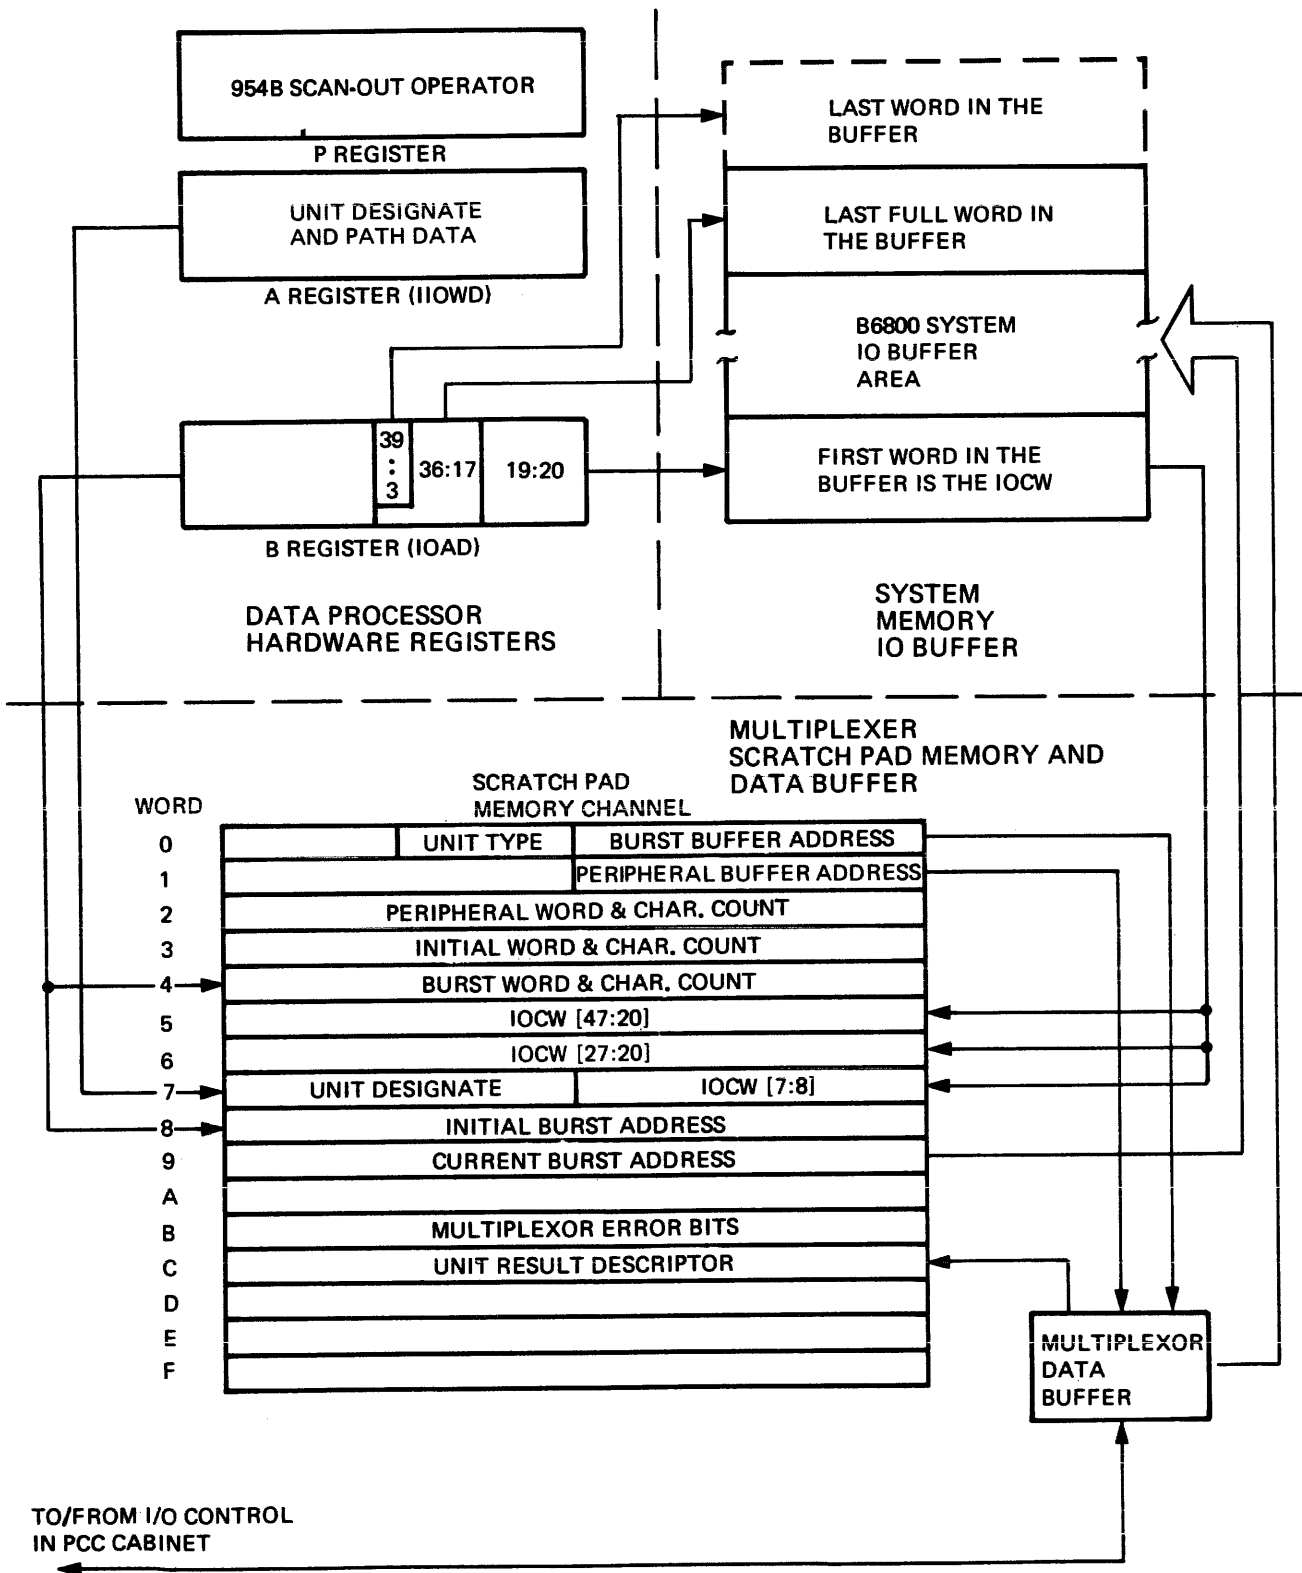 954B SCAN-OUT OPERATOR
P REGISTER
UNIT DESIGNATE
AND PATH DATA
A REGISTER (IIOWD)
39
:
3
36:17
19:20
B REGISTER (IOAD)
DATA PROCESSOR
HARDWARE REGISTERS
LAST WORD IN THE
BUFFER
LAST FULL WORD IN
THE BUFFER
B6800 SYSTEM
IO BUFFER
AREA
FIRST WORD IN THE
BUFFER IS THE IOCW
SYSTEM
MEMORY
IO BUFFER
MULTIPLEXER
SCRATCH PAD MEMORY AND
DATA BUFFER
SCRATCH PAD
MEMORY CHANNEL
WORD
0 UNIT TYPE BURST BUFFER ADDRESS
1 PERIPHERAL BUFFER ADDRESS
2 PERIPHERAL WORD & CHAR. COUNT
3 INITIAL WORD & CHAR. COUNT
4 BURST WORD & CHAR. COUNT
5 IOCW [47:20]
6 IOCW [27:20]
7 UNIT DESIGNATE IOCW [7:8]
8 INITIAL BURST ADDRESS
9 CURRENT BURST ADDRESS
A
B MULTIPLEXOR ERROR BITS
C UNIT RESULT DESCRIPTOR
D
E
F
MULTIPLEXOR
DATA
BUFFER
TO/FROM I/O CONTROL
IN PCC CABINET